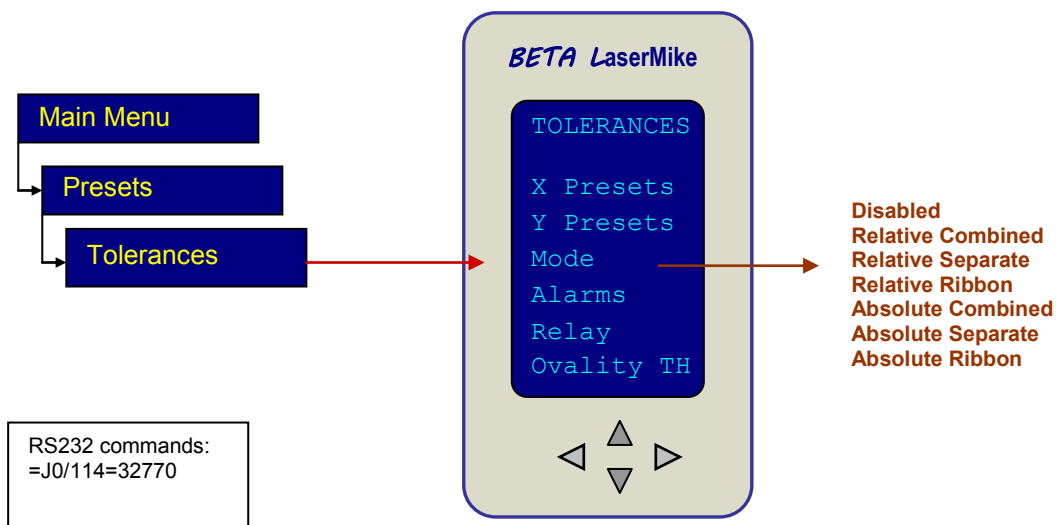 Main Menu
Presets
Tolerances
BETA LaserMike
TOLERANCES
X Presets
Y Presets
Mode
Alarms
Relay
Ovality TH
Disabled
Relative Combined
Relative Separate
Relative Ribbon
Absolute Combined
Absolute Separate
Absolute Ribbon
RS232 commands:
=J0/114=32770